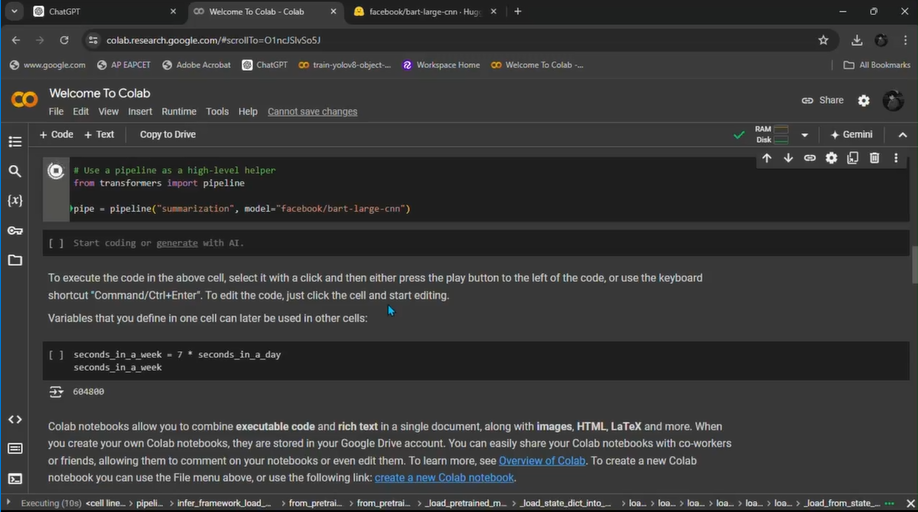 ChatGPT
Welcome To Colab - Colab
facebook/bart-large-cnn · Hugg
colab.research.google.com/#scrollTo=O1ncJSlvSo5J
www.google.com
AP EAPCET
Adobe Acrobat
ChatGPT
train-yolov8-object-...
Workspace Home
Welcome To Colab -...
All Bookmarks
Welcome To Colab
File Edit View Insert Runtime Tools Help Cannot save changes
Share
+ Code + Text Copy to Drive
RAM
Disk
Gemini
# Use a pipeline as a high-level helper
from transformers import pipeline
pipe = pipeline("summarization", model="facebook/bart-large-cnn")
[ ] Start coding or generate with AI.
To execute the code in the above cell, select it with a click and then either press the play button to the left of the code, or use the keyboard
shortcut "Command/Ctrl+Enter". To edit the code, just click the cell and start editing.
Variables that you define in one cell can later be used in other cells:
[ ] seconds_in_a_week = 7 * seconds_in_a_day
seconds_in_a_week
604800
Colab notebooks allow you to combine executable code and rich text in a single document, along with images, HTML, LaTeX and more. When
you create your own Colab notebooks, they are stored in your Google Drive account. You can easily share your Colab notebooks with co-workers
or friends, allowing them to comment on your notebooks or even edit them. To learn more, see Overview of Colab. To create a new Colab
notebook you can use the File menu above, or use the following link: create a new Colab notebook.
Executing (10s) <cell line... > pipeli... > infer_framework_load_... > from_pretrai... > from_pretrai... > _load_pretrained_m... > _load_state_dict_into_... > loa... > loa... > loa... > loa... > loa... > loa... > _load_from_state_...